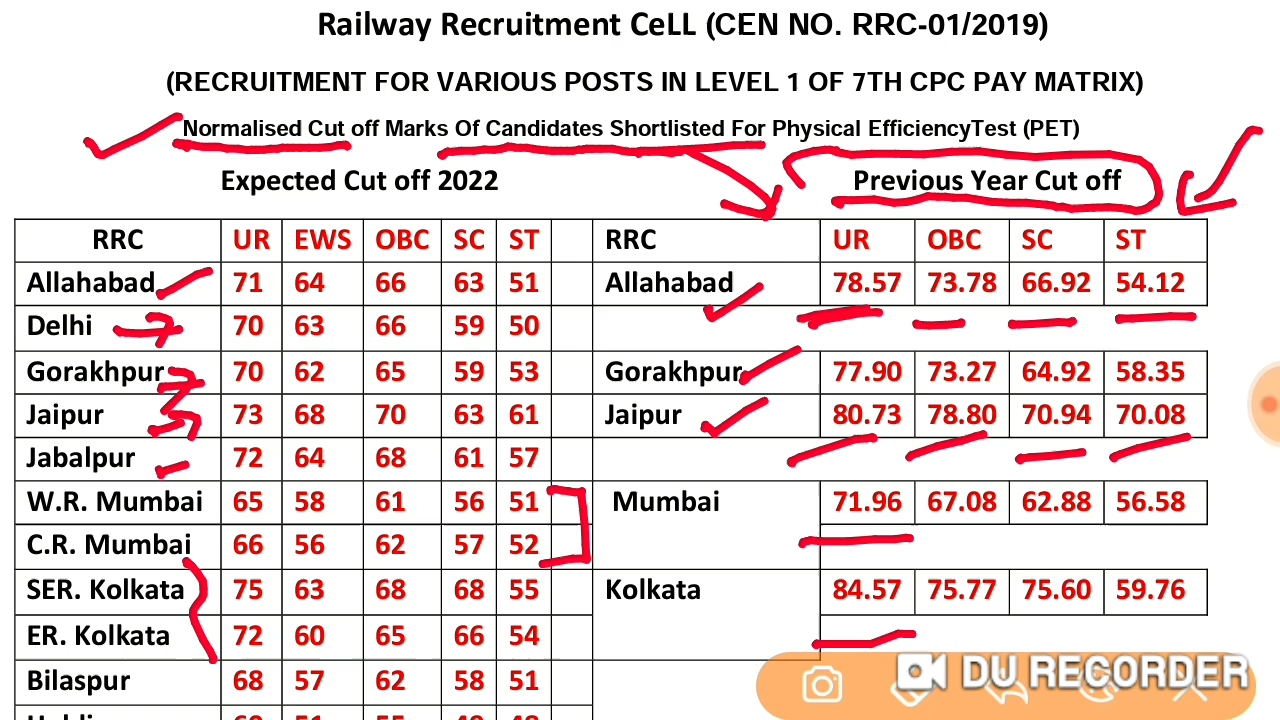 Railway Recruitment CeLL (CEN NO. RRC-01/2019)
(RECRUITMENT FOR VARIOUS POSTS IN LEVEL 1 OF 7TH CPC PAY MATRIX)
Normalised Cut off Marks Of Candidates Shortlisted For Physical EfficiencyTest (PET)
Expected Cut off 2022 Previous Year Cut off
RRC UR EWS OBC SC ST RRC UR OBC SC ST
Allahabad 71 64 66 63 51 Allahabad 78.57 73.78 66.92 54.12
Delhi 70 63 66 59 50
Gorakhpur 70 62 65 59 53 Gorakhpur 77.90 73.27 64.92 58.35
Jaipur 73 68 70 63 61 Jaipur 80.73 78.80 70.94 70.08
Jabalpur 72 64 68 61 57
W.R. Mumbai 65 58 61 56 51 Mumbai 71.96 67.08 62.88 56.58
C.R. Mumbai 66 56 62 57 52
SER. Kolkata 75 63 68 68 55 Kolkata 84.57 75.77 75.60 59.76
ER. Kolkata 72 60 65 66 54
Bilaspur 68 57 62 58 51
DU RECORDER